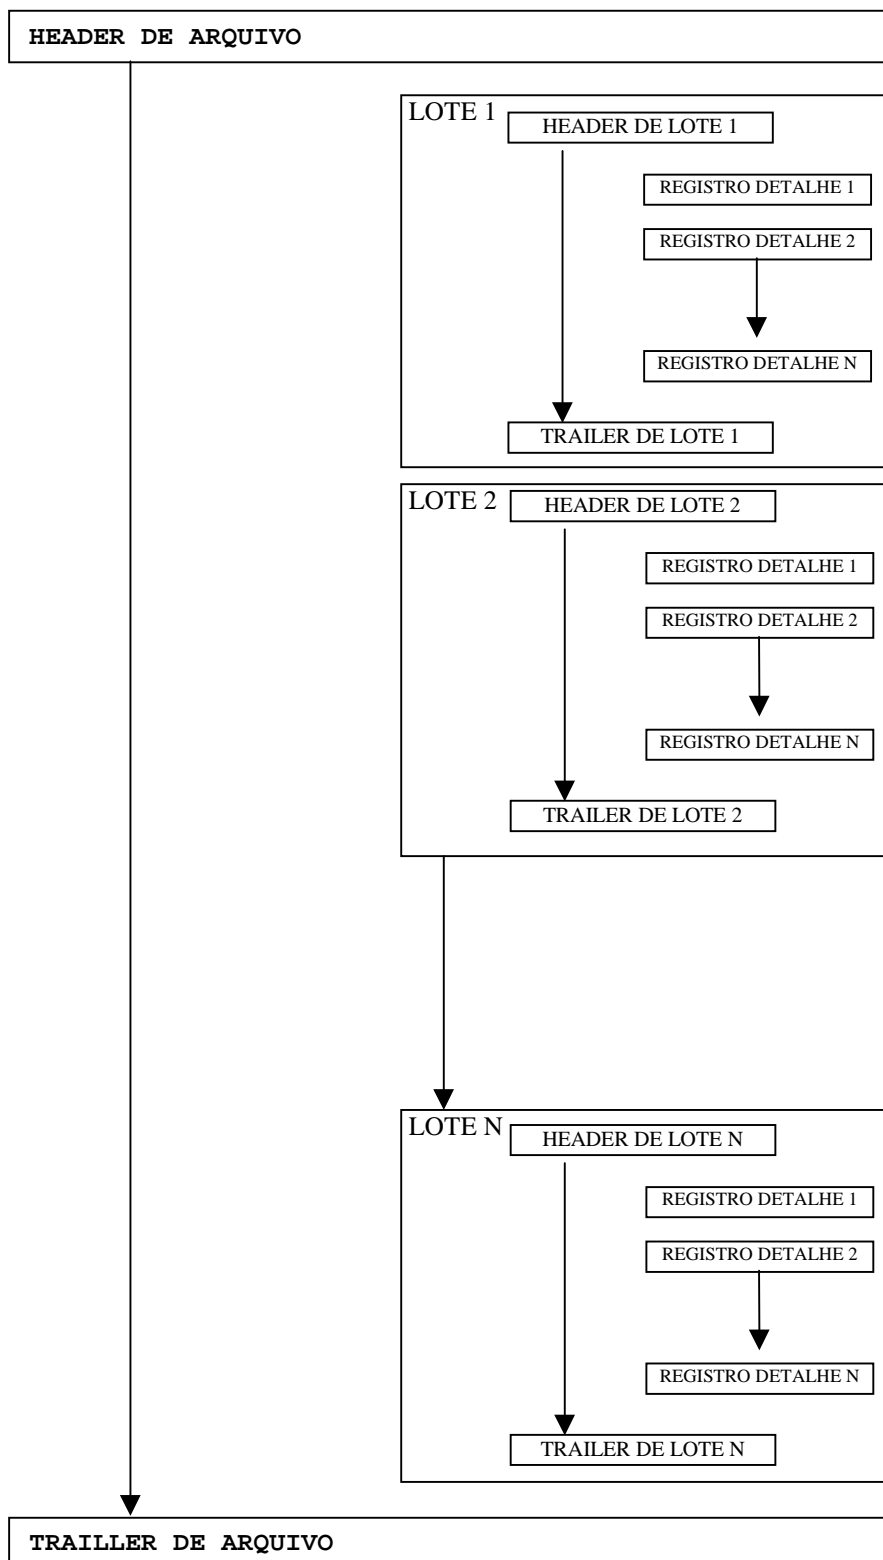 HEADER DE ARQUIVO
LOTE 1
HEADER DE LOTE 1
REGISTRO DETALHE 1
REGISTRO DETALHE 2
REGISTRO DETALHE N
TRAILER DE LOTE 1
LOTE 2
HEADER DE LOTE 2
REGISTRO DETALHE 1
REGISTRO DETALHE 2
REGISTRO DETALHE N
TRAILER DE LOTE 2
LOTE N
HEADER DE LOTE N
REGISTRO DETALHE 1
REGISTRO DETALHE 2
REGISTRO DETALHE N
TRAILER DE LOTE N
TRAILLER DE ARQUIVO